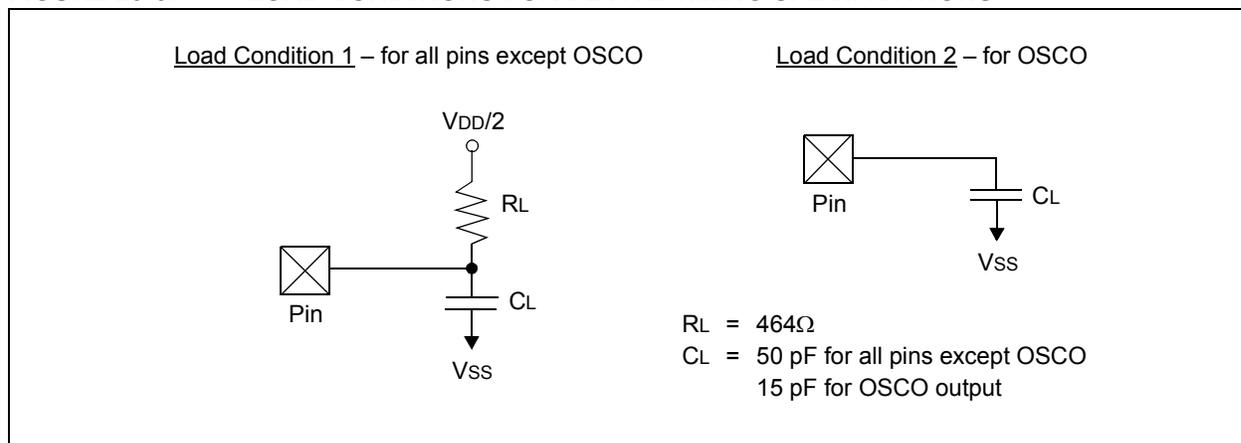 Load Condition 1 – for all pins except OSCO
Load Condition 2 – for OSCO
VDD/2
RL
Pin
CL
VSS
Pin
CL
VSS
RL = 464Ω
CL = 50 pF for all pins except OSCO
15 pF for OSCO output